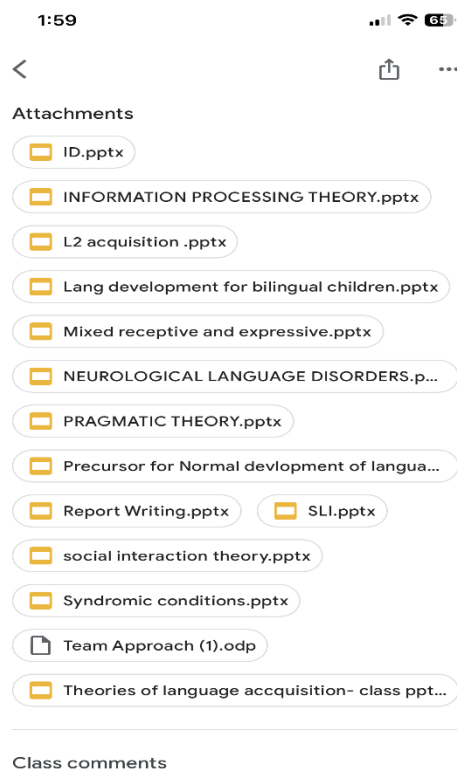 1:59
65
Attachments
ID.pptx
INFORMATION PROCESSING THEORY.pptx
L2 acquisition .pptx
Lang development for bilingual children.pptx
Mixed receptive and expressive.pptx
NEUROLOGICAL LANGUAGE DISORDERS.p...
PRAGMATIC THEORY.pptx
Precursor for Normal devlopment of langua...
Report Writing.pptx SLI.pptx
social interaction theory.pptx
Syndromic conditions.pptx
Team Approach (1).odp
Theories of language accquisition- class ppt...
Class comments